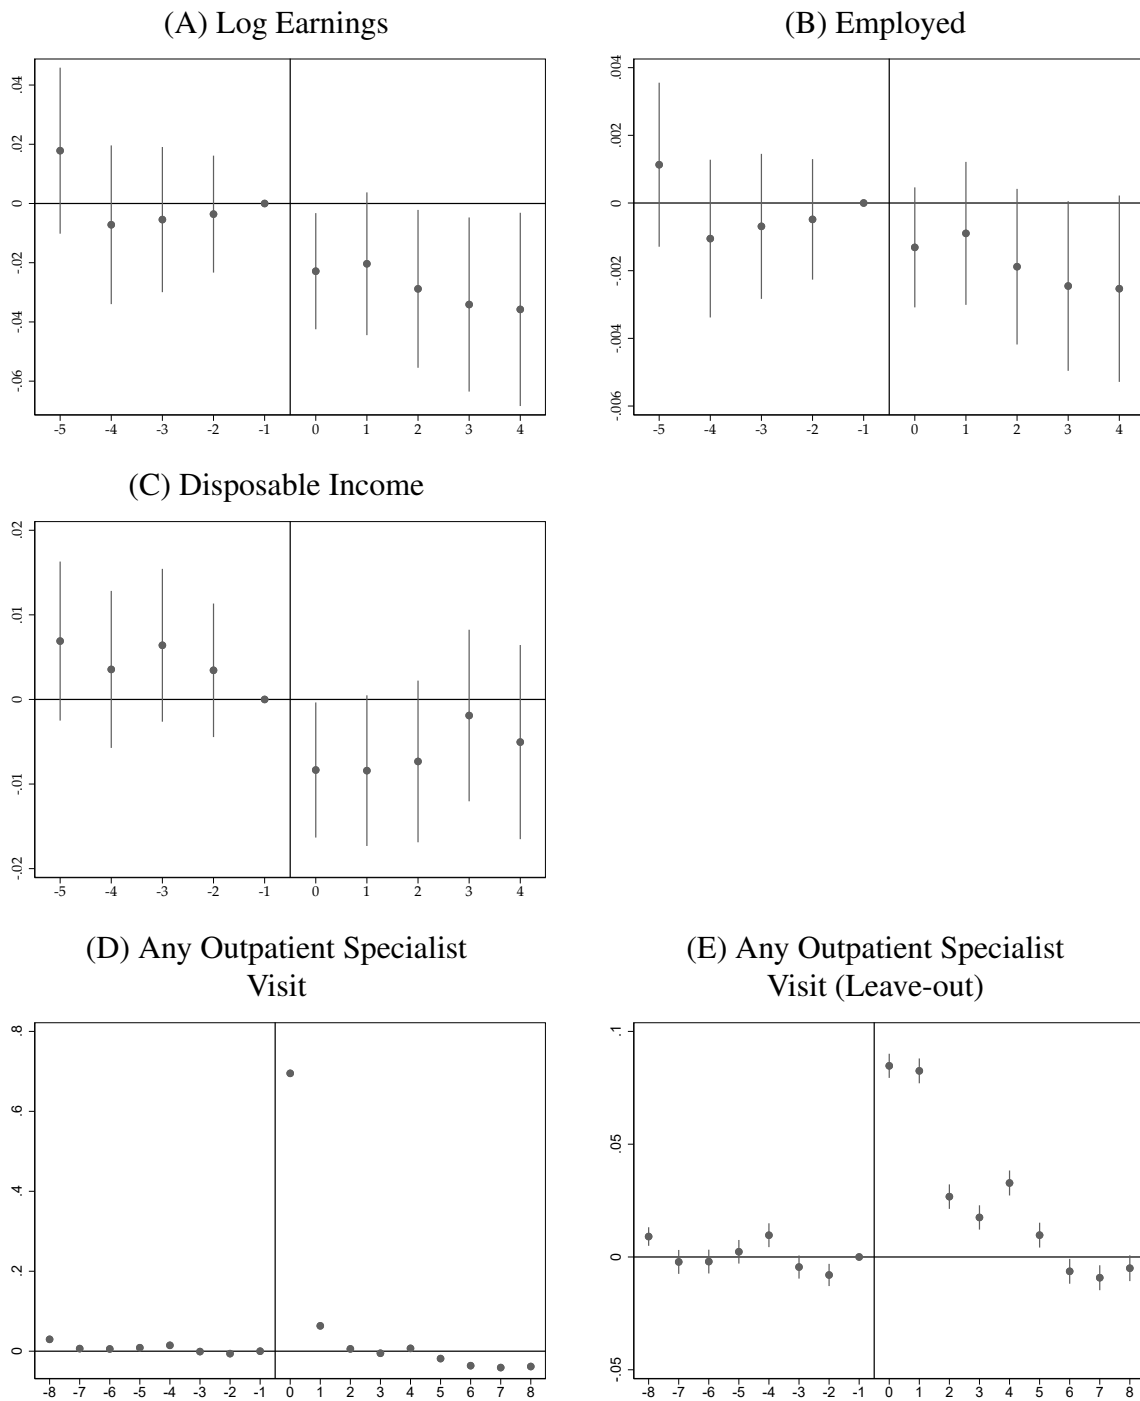 (A) Log Earnings
.04
.02
0
-.02
-.04
-.06
-5 -4 -3 -2 -1 0 1 2 3 4
(B) Employed
.004
.002
0
-.002
-.004
-.006
-5 -4 -3 -2 -1 0 1 2 3 4
(C) Disposable Income
.02
.01
0
-.01
-.02
-5 -4 -3 -2 -1 0 1 2 3 4
(D) Any Outpatient Specialist
Visit
.8
.6
.4
.2
0
-8 -7 -6 -5 -4 -3 -2 -1 0 1 2 3 4 5 6 7 8
(E) Any Outpatient Specialist
Visit (Leave-out)
.1
.05
0
-.05
-8 -7 -6 -5 -4 -3 -2 -1 0 1 2 3 4 5 6 7 8